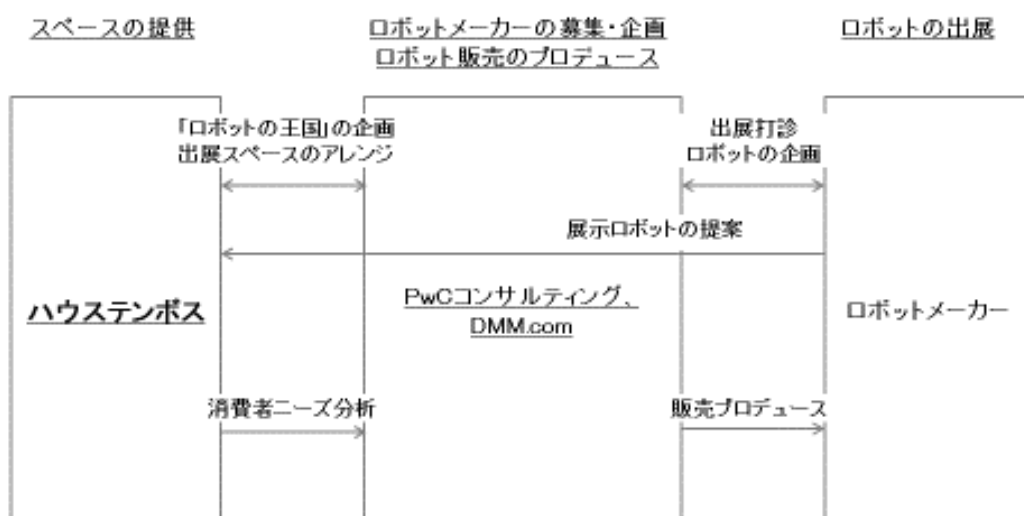 スペースの提供
ロボットメーカーの募集・企画
ロボット販売のプロデュース
ロボットの出展
「ロボットの王国」の企画
出展スペースのアレンジ
出展打診
ロボットの企画
展示ロボットの提案
ハウステンボス
PwCコンサルティング、
DMM.com
ロボットメーカー
消費者ニーズ分析
販売プロデュース